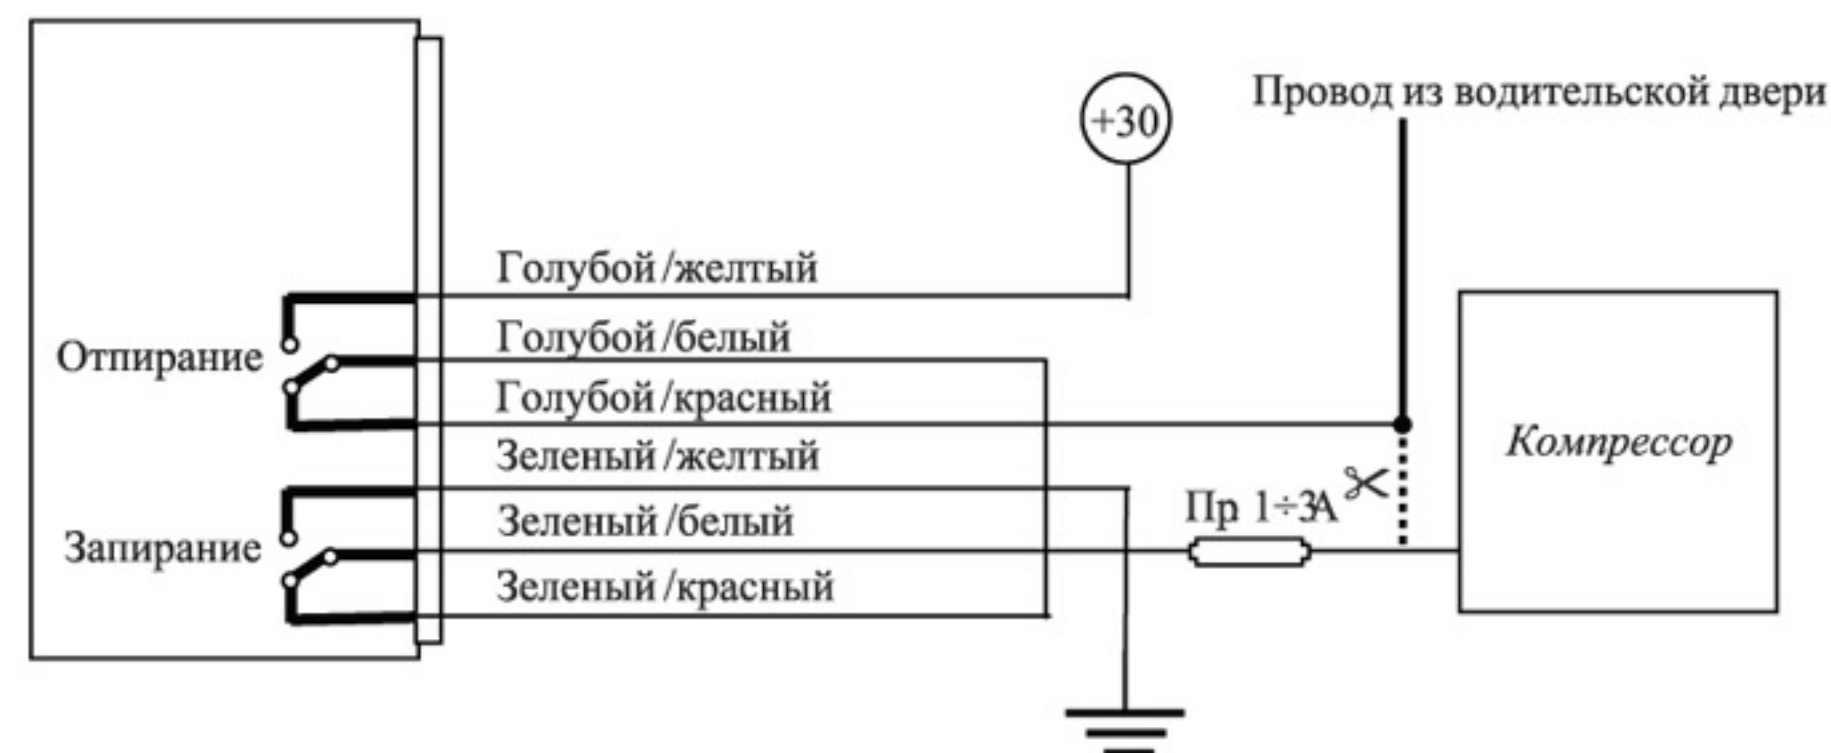 +30
Провод из водительской двери
Голубой/желтый
Голубой/белый
Отпирание
Голубой/красный
Зеленый/желтый
Компрессор
Пр 1÷3А
Зеленый/белый
Запирание
Зеленый/красный